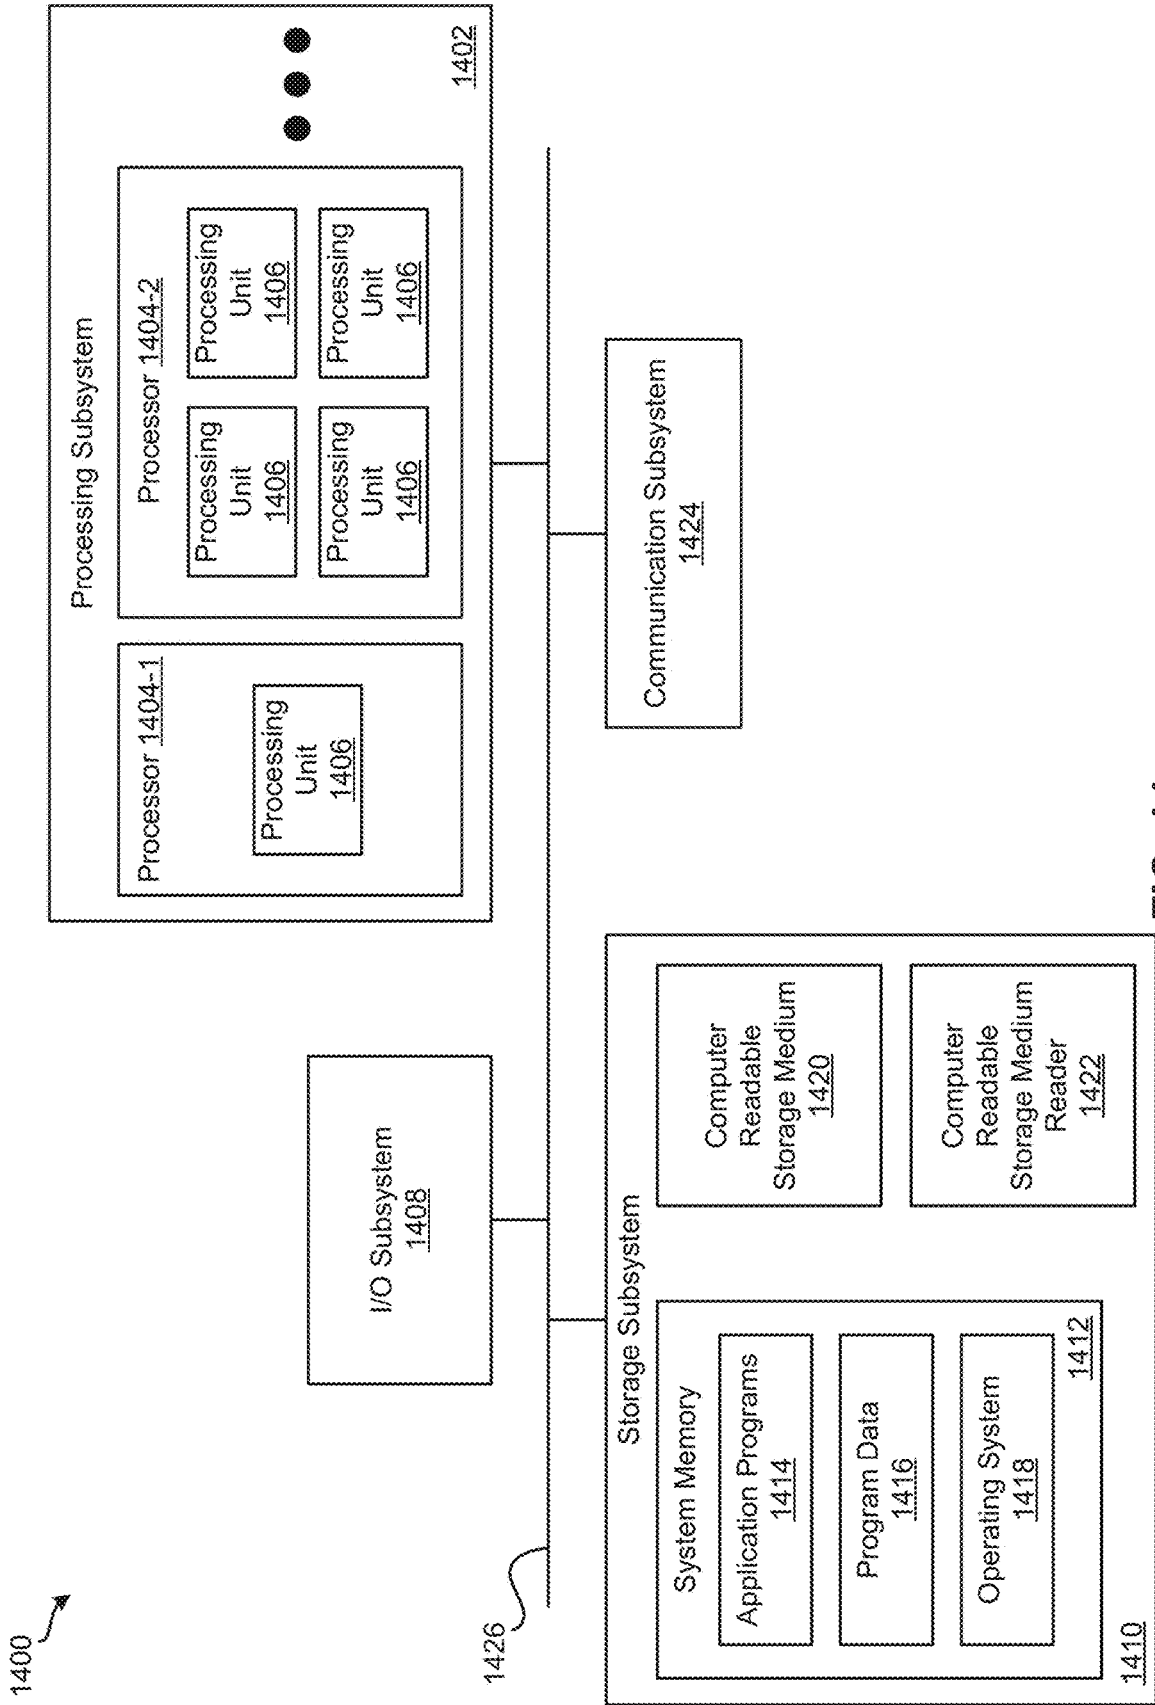 1400
Processing Subsystem
Processor 1404-1
Processing
Unit
1406
Processor 1404-2
Processing
Unit
1406
Processing
Unit
1406
Processing
Unit
1406
Processing
Unit
1406
1402
I/O Subsystem
1408
1426
Storage Subsystem
System Memory
Application Programs
1414
Program Data
1416
Operating System
1418
1412
1410
Computer
Readable
Storage Medium
1420
Computer
Readable
Storage Medium
Reader
1422
Communication Subsystem
1424